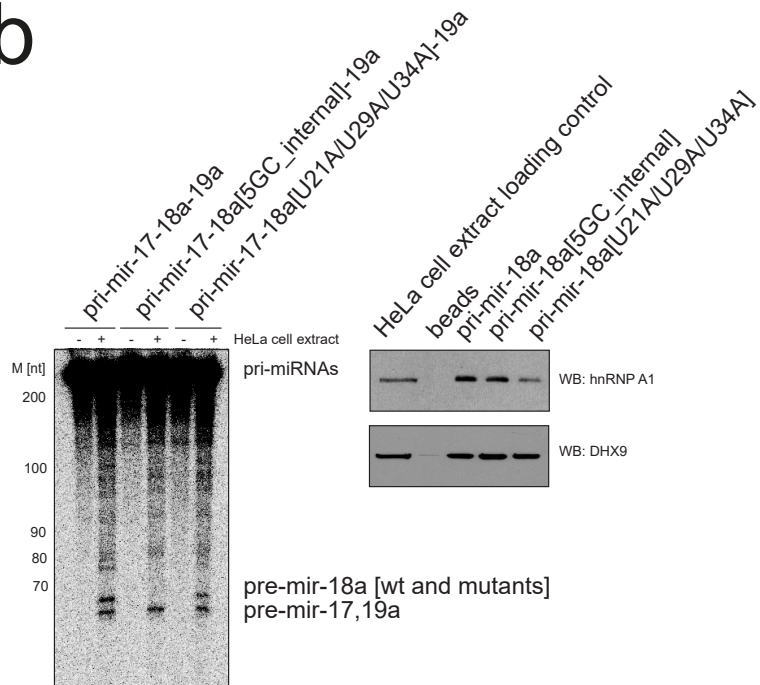 b
pri-mir-17-18a-19a
pri-mir-17-18a[5GC_internal]-19a
pri-mir-17-18a[U21A/U29A/U34A]-19a
- + - + - + HeLa cell extract
M [nt]
pri-miRNAs
200
100
90
80
70
pre-mir-18a [wt and mutants]
pre-mir-17,19a
HeLa cell extract loading control
beads
pri-mir-18a
pri-mir-18a[5GC_internal]
pri-mir-18a[U21A/U29A/U34A]
WB: hnRNP A1
WB: DHX9